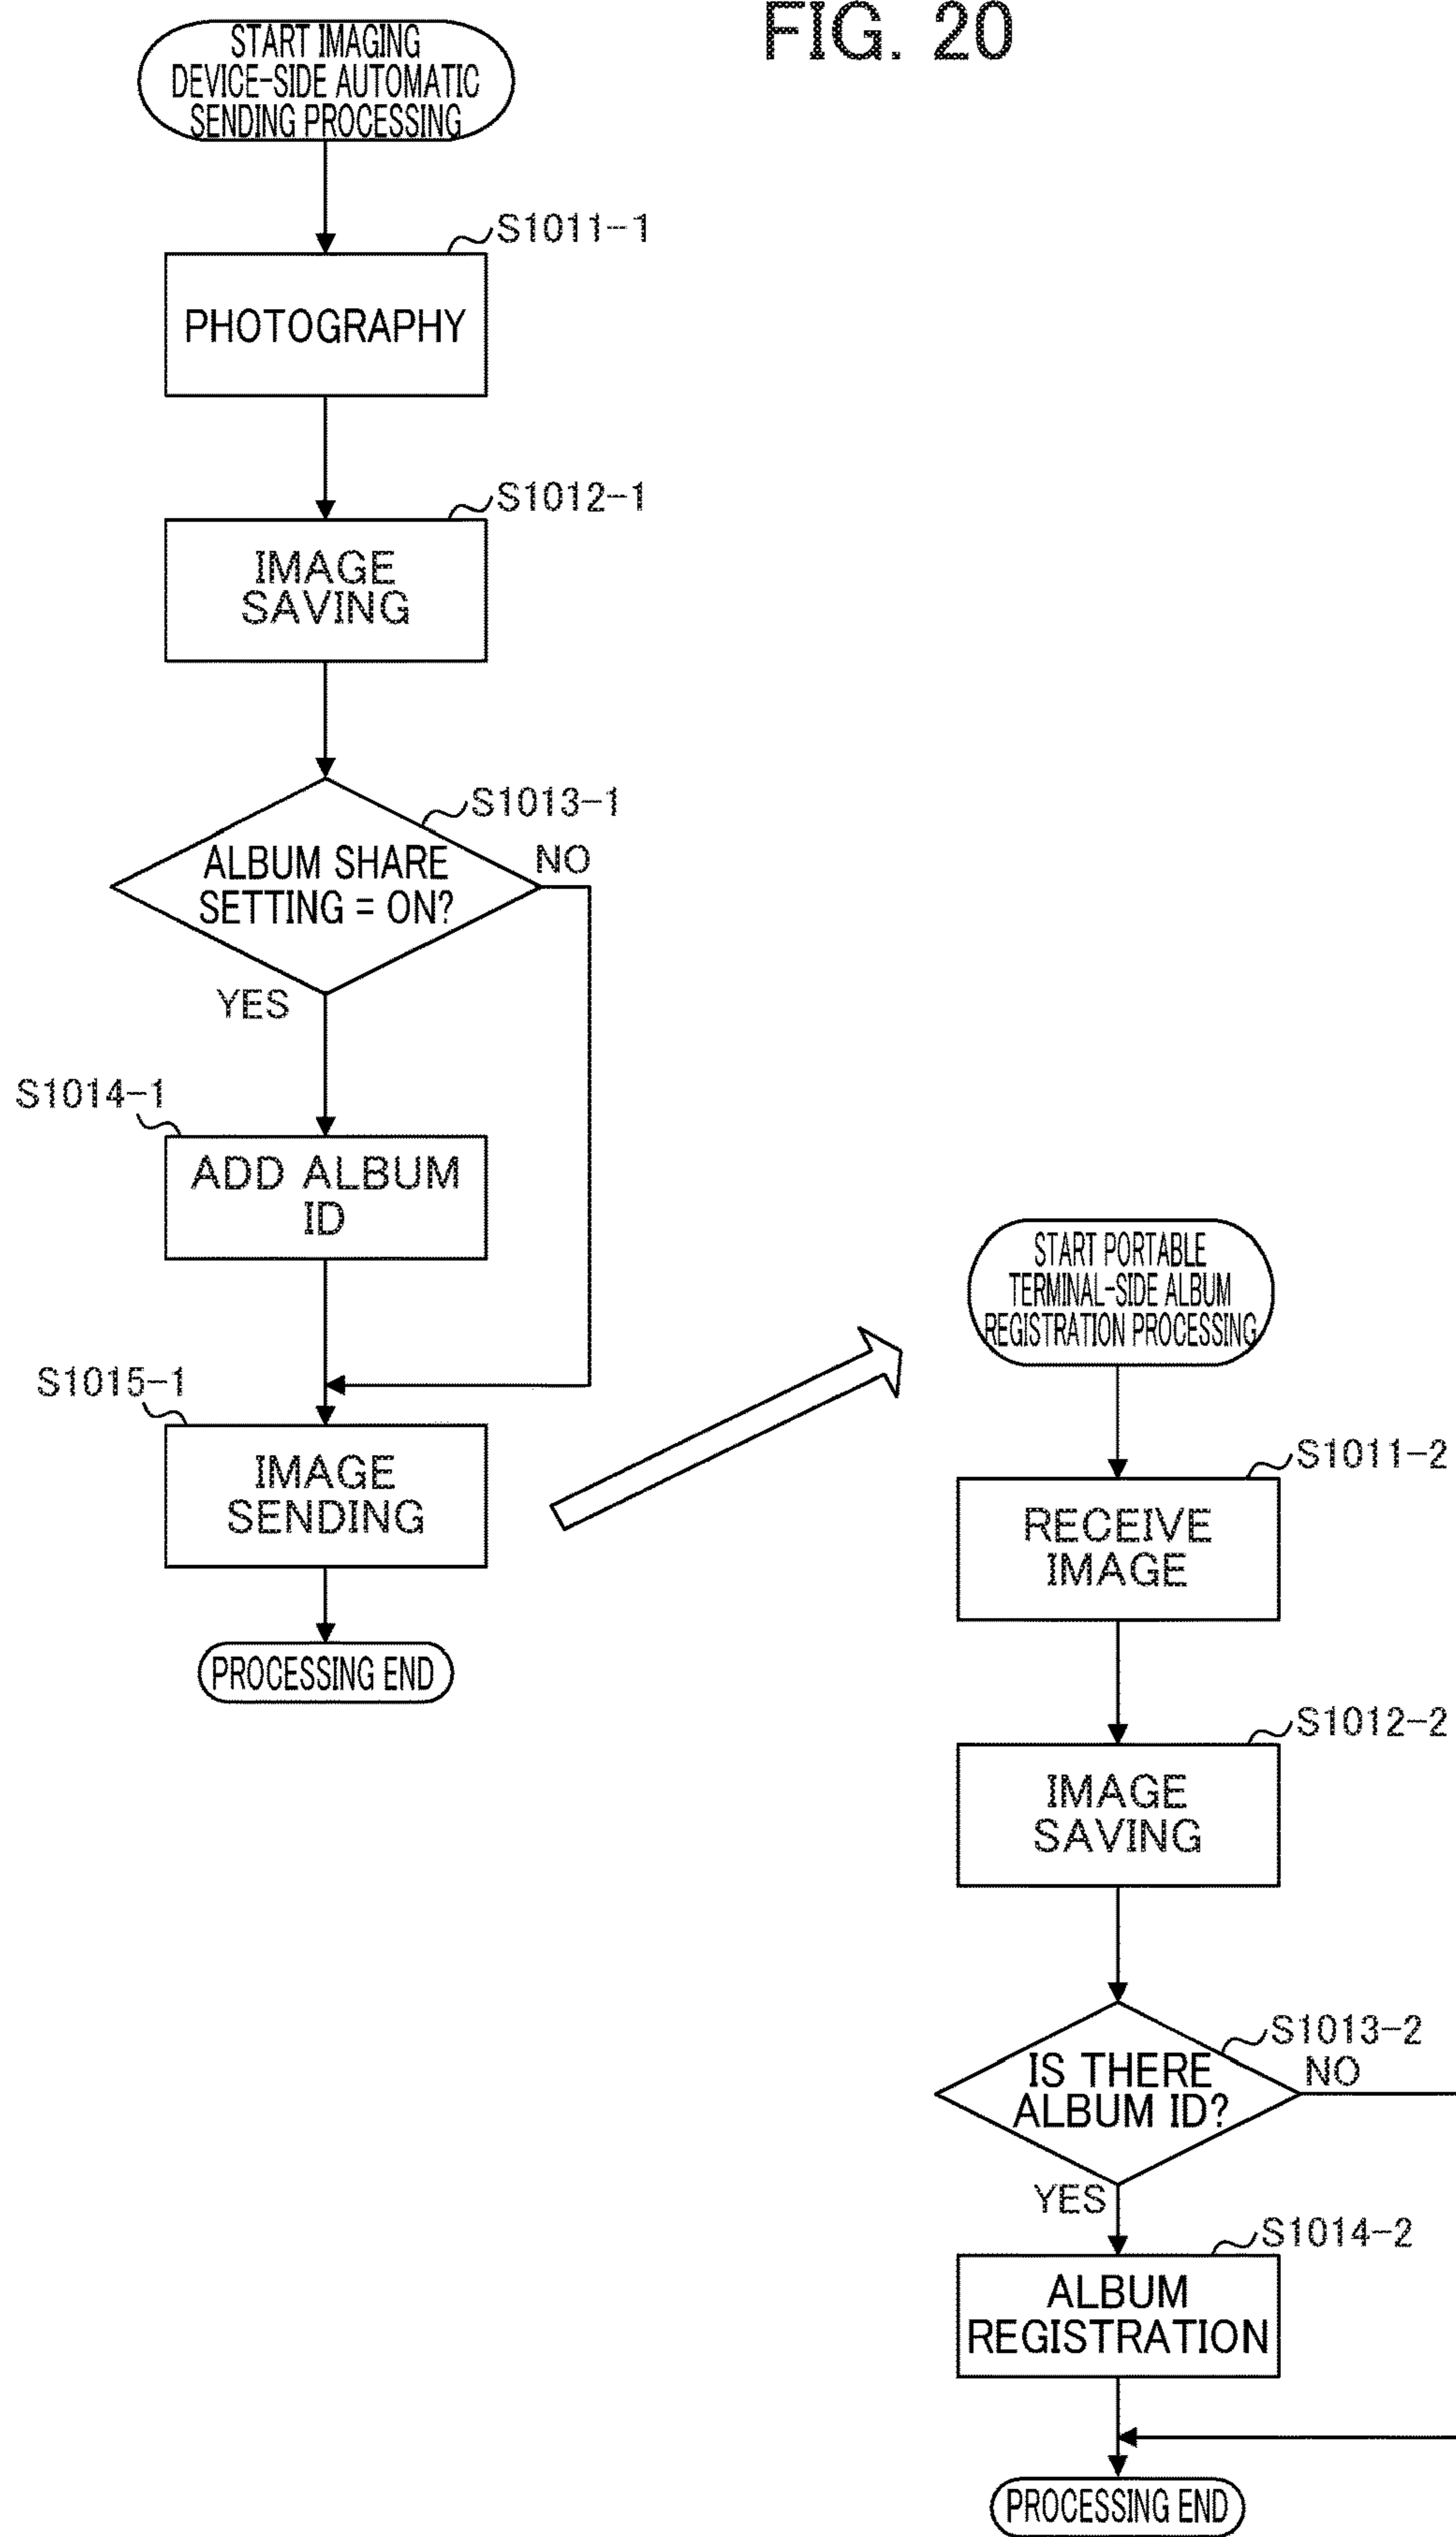 FIG. 20
START IMAGING
DEVICE-SIDE AUTOMATIC
SENDING PROCESSING
S1011-1
PHOTOGRAPHY
S1012-1
IMAGE
SAVING
S1013-1
ALBUM SHARE
SETTING = ON?
NO
YES
S1014-1
ADD ALBUM
ID
S1015-1
IMAGE
SENDING
PROCESSING END
START PORTABLE
TERMINAL-SIDE ALBUM
REGISTRATION PROCESSING
S1011-2
RECEIVE
IMAGE
S1012-2
IMAGE
SAVING
S1013-2
IS THERE
ALBUM ID?
NO
YES
S1014-2
ALBUM
REGISTRATION
PROCESSING END